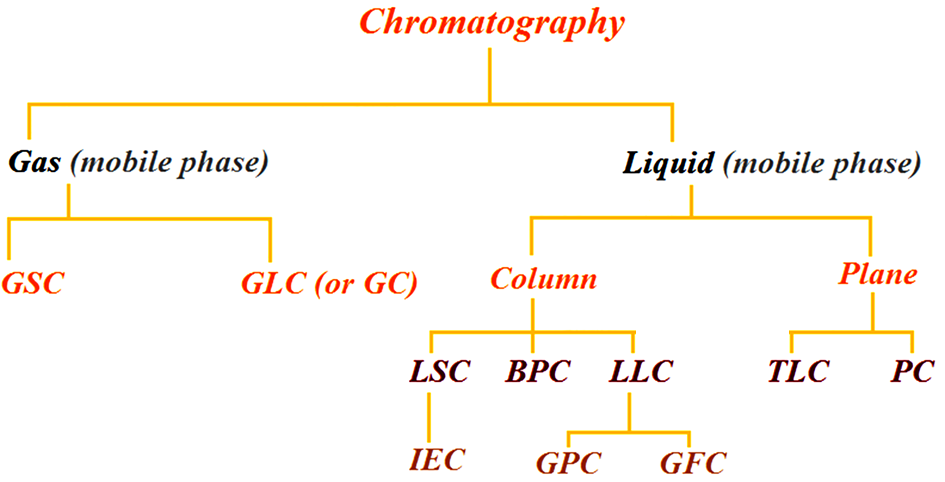 Chromatography
Gas (mobile phase)
Liquid (mobile phase)
GSC
GLC (or GC)
Column
Plane
LSC
BPC
LLC
TLC
PC
IEC
GPC
GFC